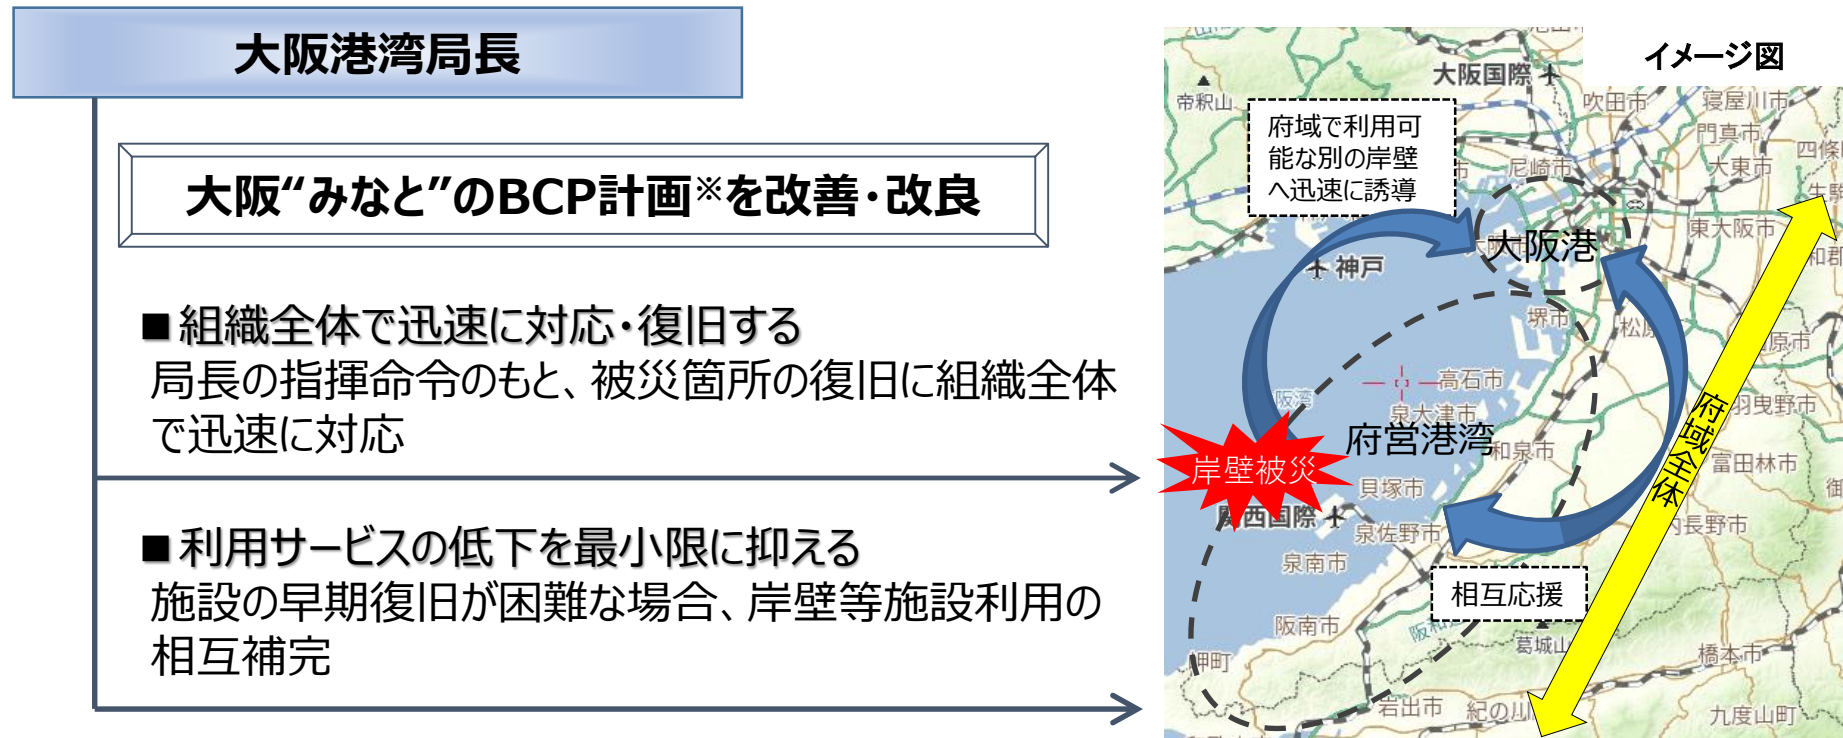 大阪港湾局長
大阪“みなと”のBCP計画※を改善・改良
■組織全体で迅速に対応・復旧する
局長の指揮命令のもと、被災箇所の復旧に組織全体
で迅速に対応
■利用サービスの低下を最小限に抑える
施設の早期復旧が困難な場合、岸壁等施設利用の
相互補完
イメージ図
大阪国際
帝釈山
吹田市
寝屋川市
府域で利用可
能な別の岸壁
へ迅速に誘導
門真市
尼崎市
大東市
東大阪市
大阪港
神戸
堺市
高石市
泉大津市
羽曳野市
府営港湾
和泉市
岸壁被災
府域全体
富田林市
貝塚市
関西国際
泉佐野市
泉南市
相互応援
阪南市
葛城山
岬町
橋本市
岩出市
紀の川
九度山町